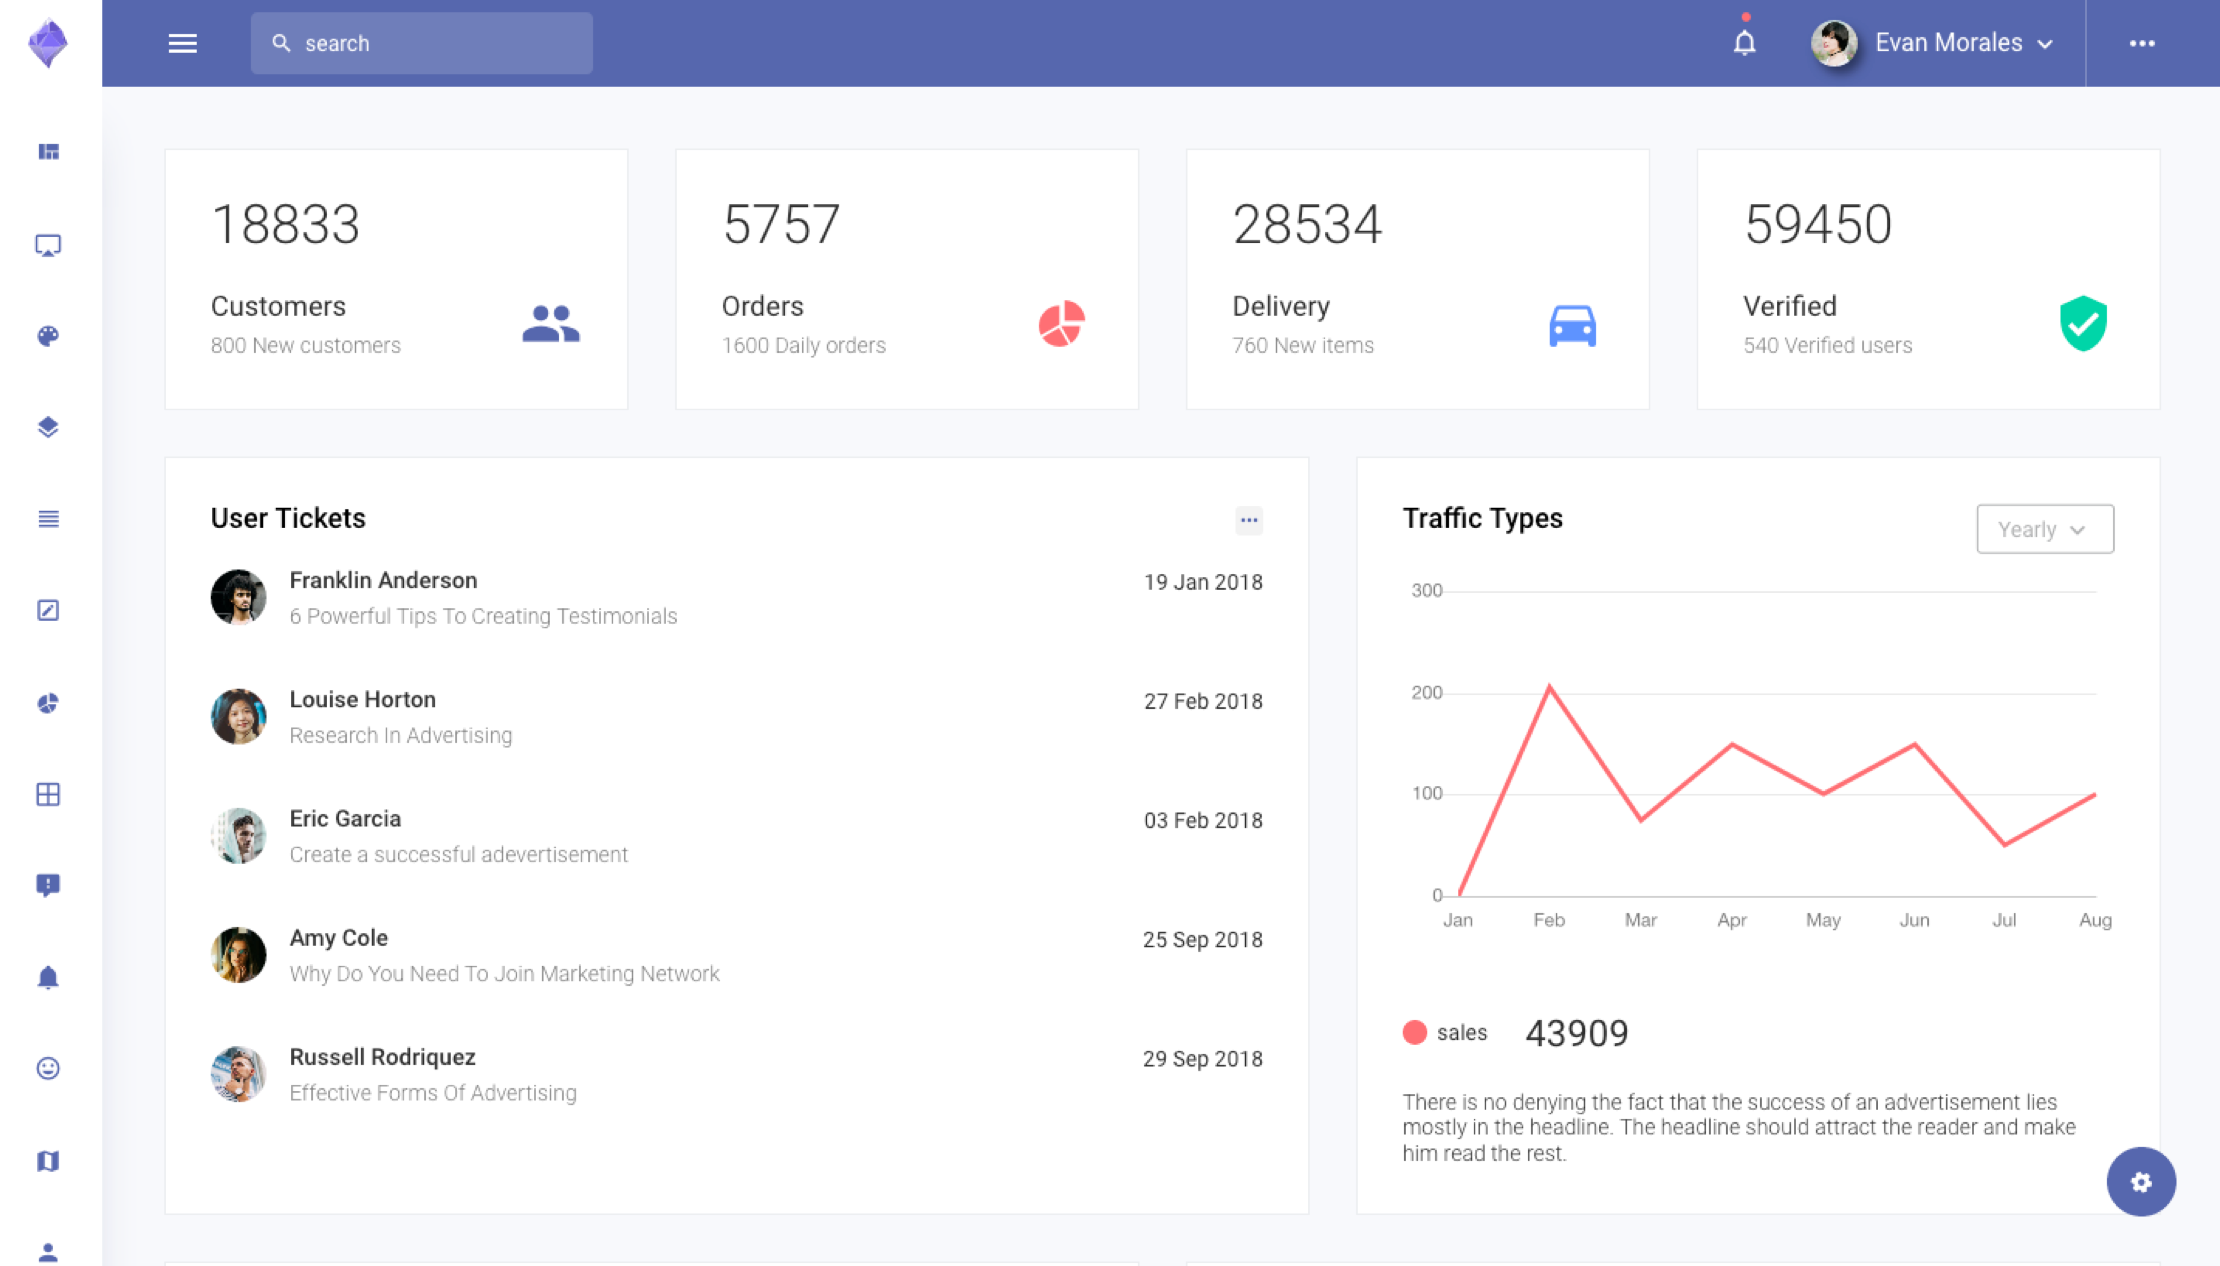 search
Evan Morales
18833
Customers
800 New customers
5757
Orders
1600 Daily orders
28534
Delivery
760 New items
59450
Verified
540 Verified users
User Tickets
Franklin Anderson
19 Jan 2018
6 Powerful Tips To Creating Testimonials
Louise Horton
27 Feb 2018
Research In Advertising
Eric Garcia
03 Feb 2018
Create a successful adevertisement
Amy Cole
25 Sep 2018
Why Do You Need To Join Marketing Network
Russell Rodriquez
29 Sep 2018
Effective Forms Of Advertising
Traffic Types
Yearly
300
200
100
0
Jan Feb Mar Apr May Jun Jul Aug
sales 43909
There is no denying the fact that the success of an advertisement lies
mostly in the headline. The headline should attract the reader and make
him read the rest.